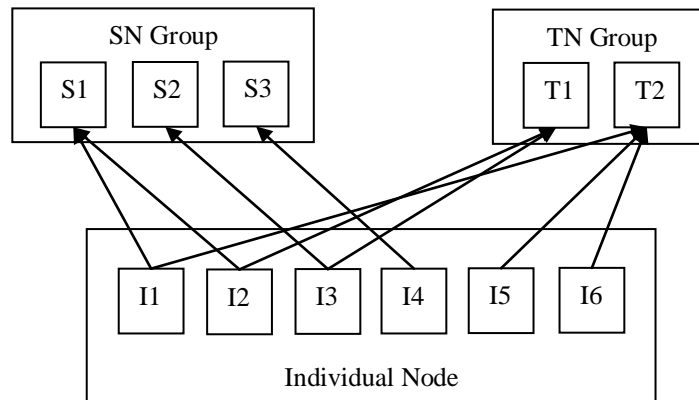 SN Group
S1 S2 S3
TN Group
T1 T2
I1 I2 I3 I4 I5 I6
Individual Node